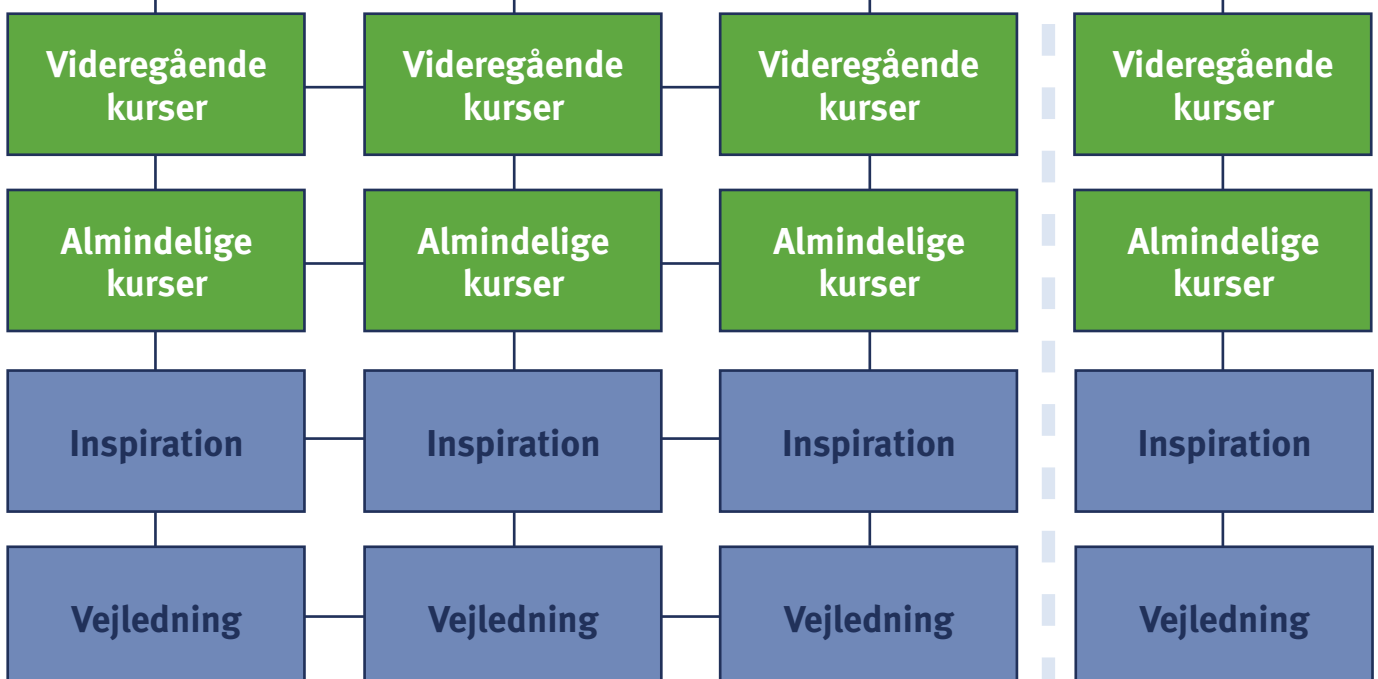 Videregående
kurser
Videregående
kurser
Videregående
kurser
Videregående
kurser
Almindelige
kurser
Almindelige
kurser
Almindelige
kurser
Almindelige
kurser
Inspiration
Inspiration
Inspiration
Inspiration
Vejledning
Vejledning
Vejledning
Vejledning